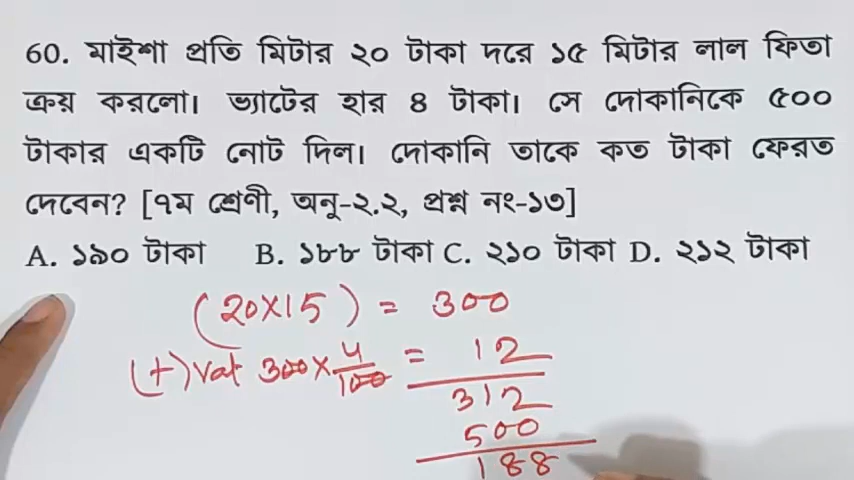 60. মাইশা প্রতি মিটার ২০ টাকা দরে ১৫ মিটার লাল ফিতা
ক্রয় করলো। ভ্যাটের হার ৪ টাকা। সে দোকানিকে ৫০০
টাকার একটি নোট দিল। দোকানি তাকে কত টাকা ফেরত
দেবেন? [৭ম শ্রেণী, অনু-২.২, প্রশ্ন নং-১৩]
A. ১৯০ টাকা B. ১৮৮ টাকা C. ২১০ টাকা D. ২১২ টাকা
(20×15) = 300
(+) vat 300×4/100 = 12
312
500
188